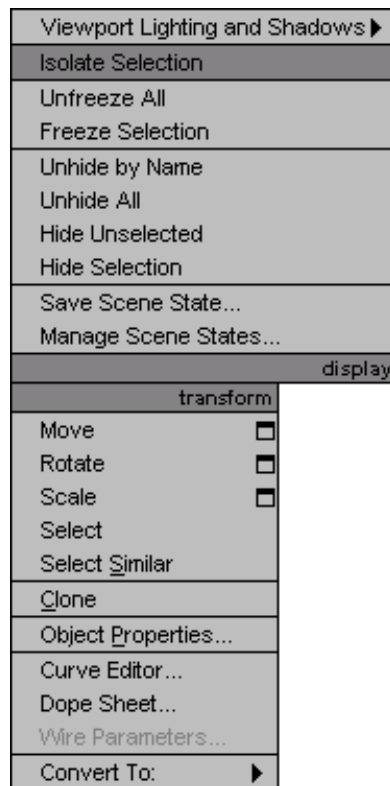 Viewport Lighting and Shadows
Isolate Selection
Unfreeze All
Freeze Selection
Unhide by Name
Unhide All
Hide Unselected
Hide Selection
Save Scene State...
Manage Scene States...
display
transform
Move
Rotate
Scale
Select
Select Similar
Clone
Object Properties...
Curve Editor...
Dope Sheet...
Wire Parameters...
Convert To: